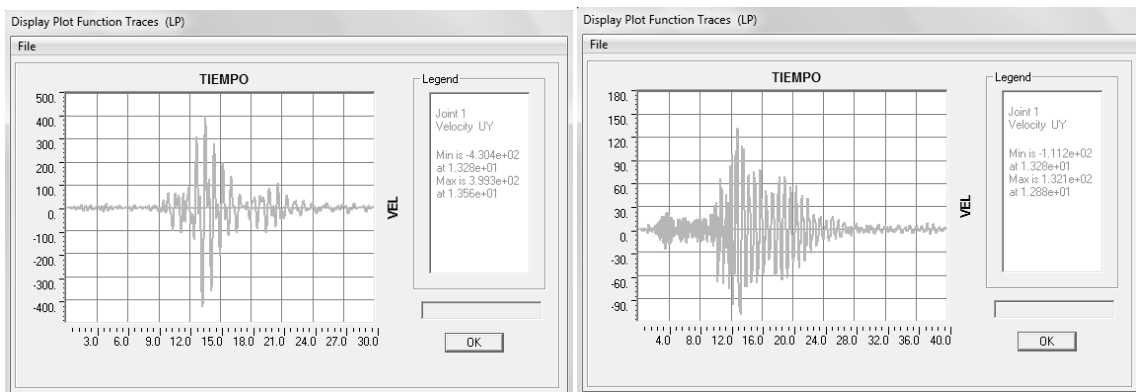 Display Plot Function Traces (LP)
File
TIEMPO
500.
400.
300.
200.
100.
0.
-100.
-200.
-300.
-400.
3.0 6.0 9.0 12.0 15.0 18.0 21.0 24.0 27.0 30.0
VEL
Legend
Joint 1
Velocity UY
Min is -4.304e+02
at 1.328e+01
Max is 3.993e+02
at 1.356e+01
OK
Display Plot Function Traces (LP)
File
TIEMPO
180.
150.
120.
90.
60.
30.
0.
-30.
-60.
-90.
4.0 8.0 12.0 16.0 20.0 24.0 28.0 32.0 36.0 40.0
VEL
Legend
Joint 1
Velocity UY
Min is -1.112e+02
at 1.328e+01
Max is 1.321e+02
at 1.288e+01
OK